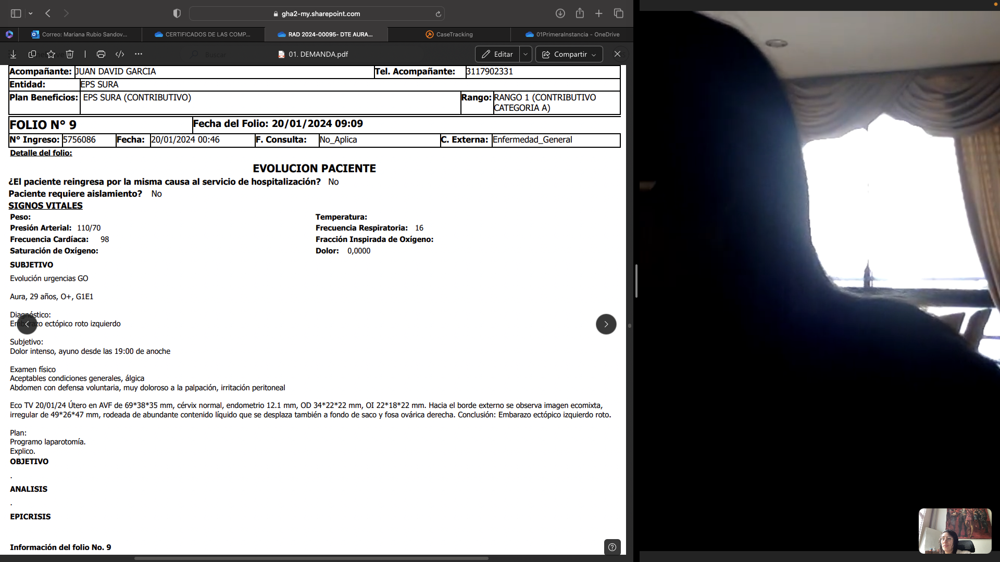 gha2-my.sharepoint.com
Correo: Mariana Rubio Sandov...
CERTIFICADOS DE LAS COMP...
RAD 2024-00095- DTE AURA...
CaseTracking
01PrimeraInstancia - OneDrive
Buscar
01. DEMANDA.pdf
Editar
Compartir
Acompañante: JUAN DAVID GARCIA Tel. Acompañante: 3117902331
Entidad: EPS SURA
Plan Beneficios: EPS SURA (CONTRIBUTIVO) Rango: RANGO 1 (CONTRIBUTIVO
CATEGORIA A)
FOLIO N° 9 Fecha del Folio: 20/01/2024 09:09
N° Ingreso: 5756086 Fecha: 20/01/2024 00:46 F. Consulta: No_Aplica C. Externa: Enfermedad_General
Detalle del folio:
EVOLUCION PACIENTE
¿El paciente reingresa por la misma causa al servicio de hospitalización? No
Paciente requiere aislamiento? No
SIGNOS VITALES
Peso: Temperatura:
Presión Arterial: 110/70 Frecuencia Respiratoria: 16
Frecuencia Cardíaca: 98 Fracción Inspirada de Oxígeno:
Saturación de Oxígeno: Dolor: 0,0000
SUBJETIVO
Evolución urgencias GO
Aura, 29 años, O+, G1E1
Diagnóstico:
Embarazo ectópico roto izquierdo
Subjetivo:
Dolor intenso, ayuno desde las 19:00 de anoche
Examen físico
Aceptables condiciones generales, álgica
Abdomen con defensa voluntaria, muy doloroso a la palpación, irritación peritoneal
Eco TV 20/01/24 Útero en AVF de 69*38*35 mm, cérvix normal, endometrio 12.1 mm, OD 34*22*22 mm, OI 22*18*22 mm. Hacia el borde externo se observa imagen ecomixta,
irregular de 49*26*47 mm, rodeada de abundante contenido líquido que se desplaza también a fondo de saco y fosa ovárica derecha. Conclusión: Embarazo ectópico izquierdo roto.
Plan:
Programo laparotomía.
Explico.
OBJETIVO
.
ANALISIS
.
EPICRISIS
Información del folio No. 9